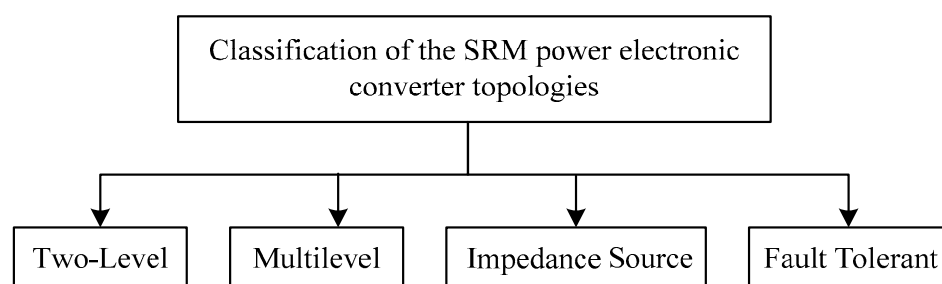 Classification of the SRM power electronic
converter topologies
Two-Level
Multilevel
Impedance Source
Fault Tolerant